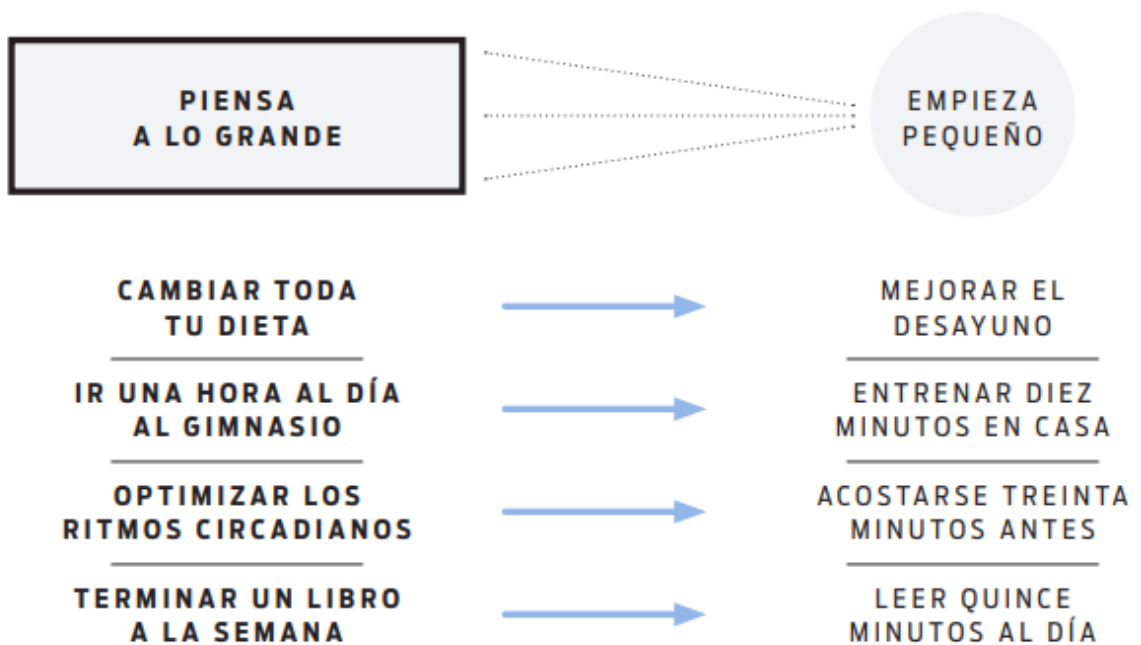 PIENSA
A LO GRANDE
EMPIEZA
PEQUEÑO
CAMBIAR TODA
TU DIETA
MEJORAR EL
DESAYUNO
IR UNA HORA AL DÍA
AL GIMNASIO
ENTRENAR DIEZ
MINUTOS EN CASA
OPTIMIZAR LOS
RITMOS CIRCADIANOS
ACOSTARSE TREINTA
MINUTOS ANTES
TERMINAR UN LIBRO
A LA SEMANA
LEER QUINCE
MINUTOS AL DÍA